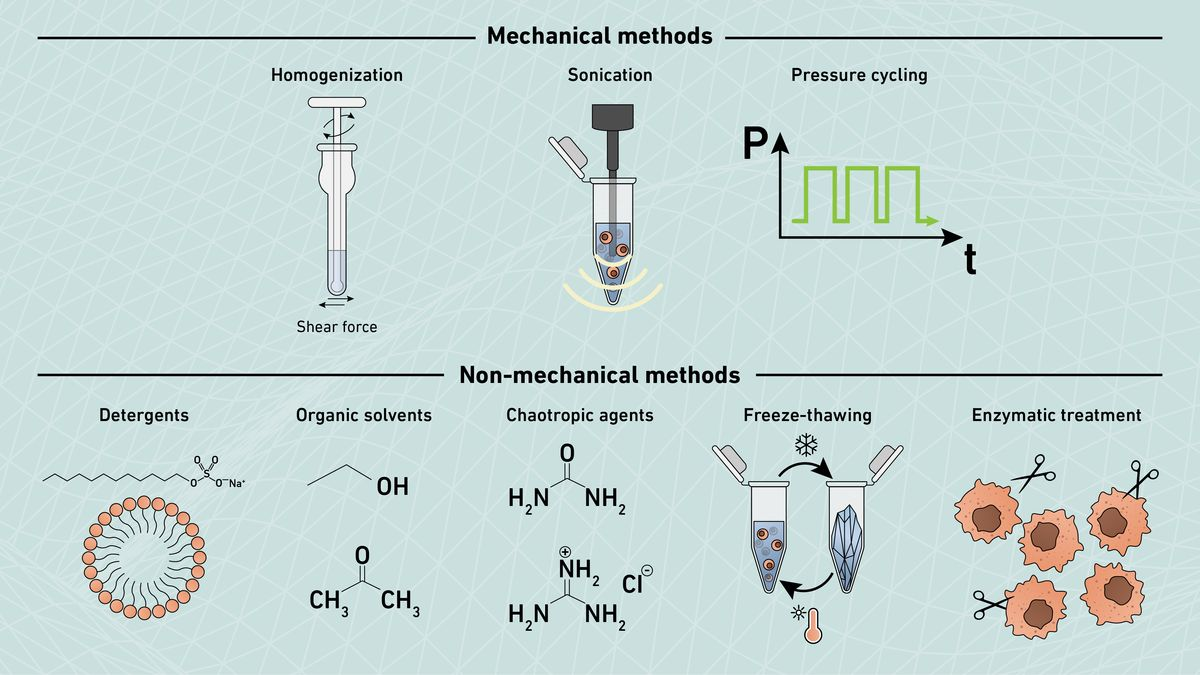 Mechanical methods
Homogenization
Sonication
Pressure cycling
P
t
Shear force
Non-mechanical methods
Detergents
Organic solvents
Chaotropic agents
Freeze-thawing
Enzymatic treatment
O O
S
O O⁻Na⁺
OH
O
CH₃ CH₃
O
H₂N NH₂
⊕
NH₂ Cl⊖
H₂N NH₂